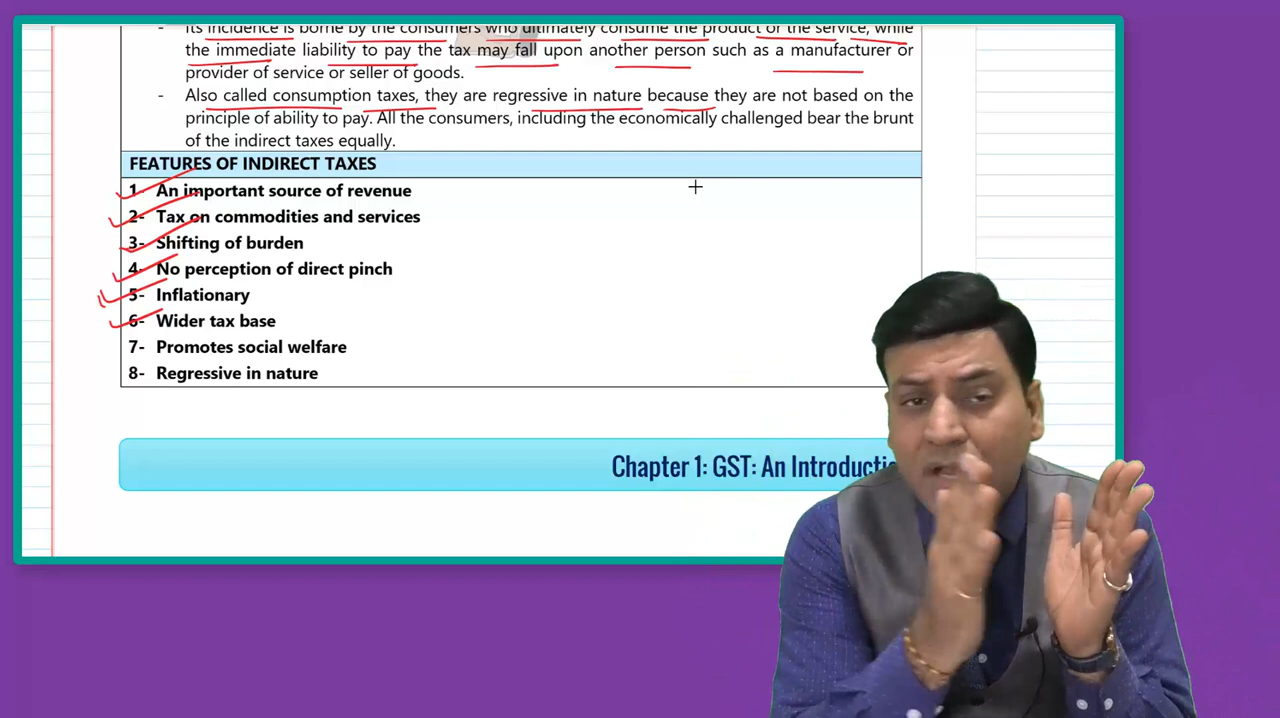 - Its incidence is borne by the consumers who ultimately consume the product or the service, while
the immediate liability to pay the tax may fall upon another person such as a manufacturer or
provider of service or seller of goods.
- Also called consumption taxes, they are regressive in nature because they are not based on the
principle of ability to pay. All the consumers, including the economically challenged bear the brunt
of the indirect taxes equally.
FEATURES OF INDIRECT TAXES
1- An important source of revenue
2- Tax on commodities and services
3- Shifting of burden
4- No perception of direct pinch
5- Inflationary
6- Wider tax base
7- Promotes social welfare
8- Regressive in nature
Chapter 1: GST: An Introductio